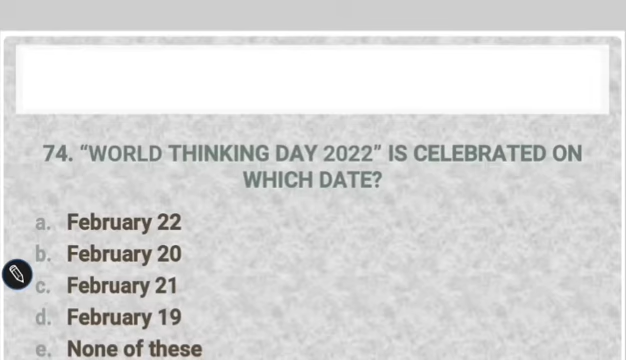 74. “WORLD THINKING DAY 2022” IS CELEBRATED ON
WHICH DATE?
a. February 22
b. February 20
c. February 21
d. February 19
e. None of these